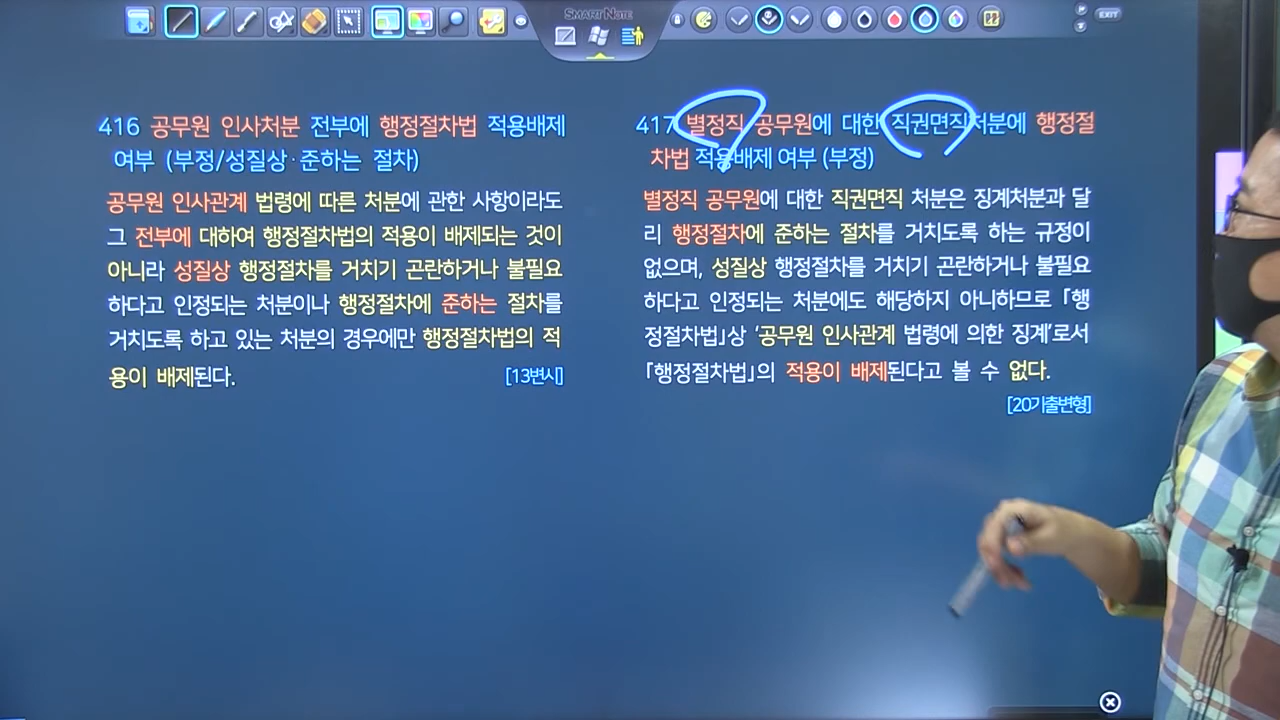 SMARTNOTE
EXIT
416 공무원 인사처분 전부에 행정절차법 적용배제
여부 (부정/성질상·준하는 절차)
공무원 인사관계 법령에 따른 처분에 관한 사항이라도
그 전부에 대하여 행정절차법의 적용이 배제되는 것이
아니라 성질상 행정절차를 거치기 곤란하거나 불필요
하다고 인정되는 처분이나 행정절차에 준하는 절차를
거치도록 하고 있는 처분의 경우에만 행정절차법의 적
용이 배제된다.
[13변시]
417 별정직 공무원에 대한 직권면직처분에 행정절
차법 적용배제 여부 (부정)
별정직 공무원에 대한 직권면직 처분은 징계처분과 달
리 행정절차에 준하는 절차를 거치도록 하는 규정이
없으며, 성질상 행정절차를 거치기 곤란하거나 불필요
하다고 인정되는 처분에도 해당하지 아니하므로 「행
정절차법」상 '공무원 인사관계 법령에 의한 징계'로서
「행정절차법」의 적용이 배제된다고 볼 수 없다.
[20기출변형]